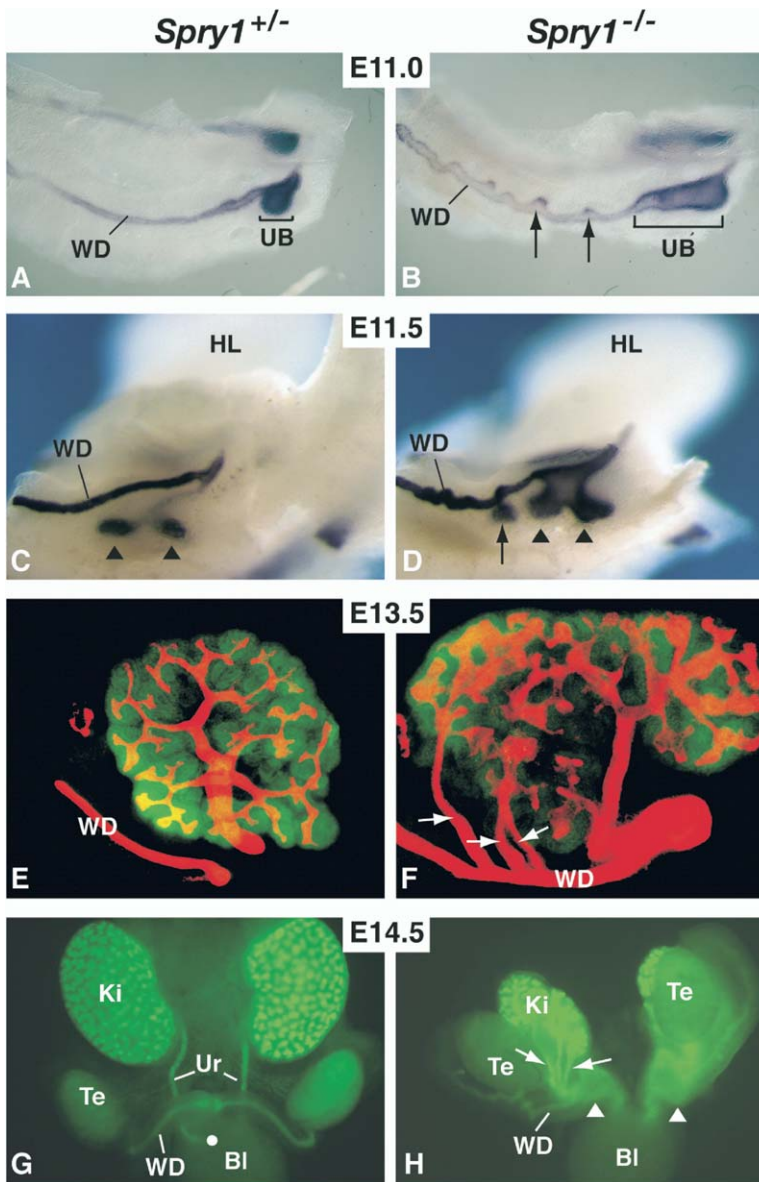 Spry1+/- Spry1-/-
E11.0
WD UB WD UB
A B
E11.5
HL HL
WD WD
C D
E13.5
WD WD
E F
E14.5
Ki Ki Te
Ur
Te Te
WD Bl WD Bl
G H